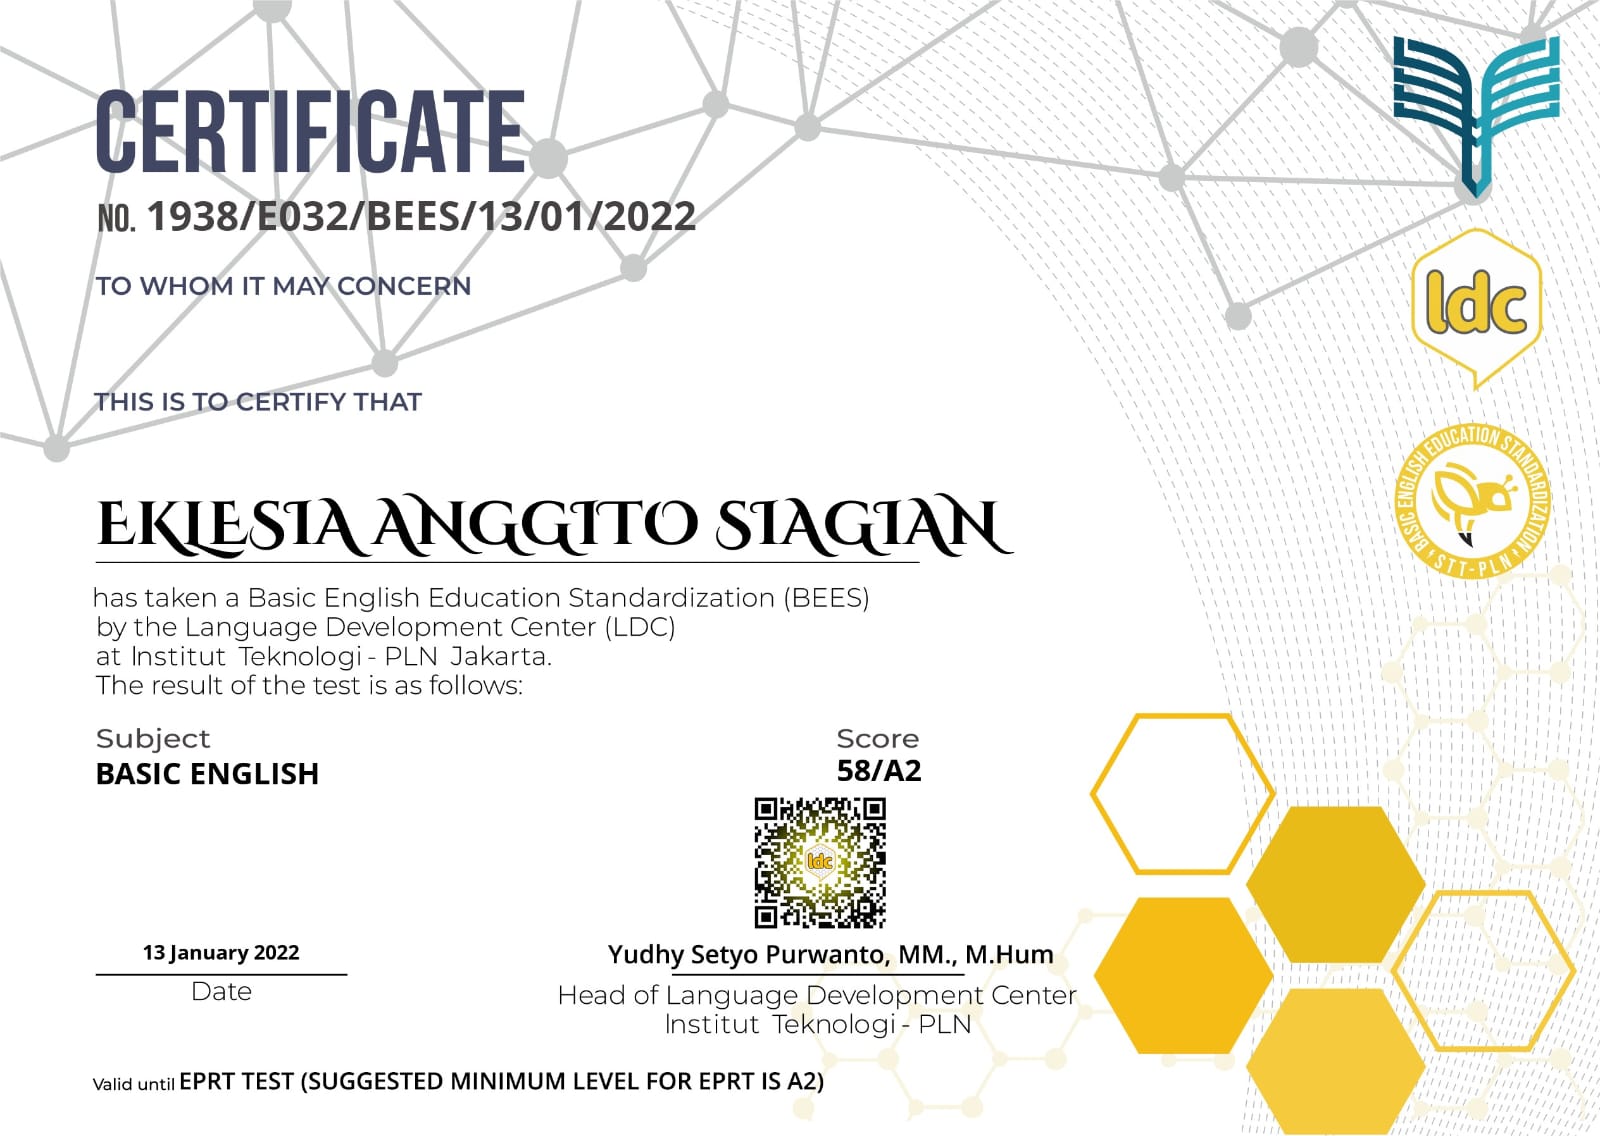 CERTIFICATE
NO. 1938/E032/BEES/13/01/2022
TO WHOM IT MAY CONCERN
THIS IS TO CERTIFY THAT
EKLESIA ANGGITO SIAGIAN
has taken a Basic English Education Standardization (BEES)
by the Language Development Center (LDC)
at Institut Teknologi - PLN Jakarta.
The result of the test is as follows:
Subject
BASIC ENGLISH
Score
58/A2
ldc
13 January 2022
Date
Yudhy Setyo Purwanto, MM., M.Hum
Head of Language Development Center
Institut Teknologi - PLN
Valid until EPRT TEST (SUGGESTED MINIMUM LEVEL FOR EPRT IS A2)
ldc
BASIC ENGLISH EDUCATION STANDARDIZATION
STT-PLN